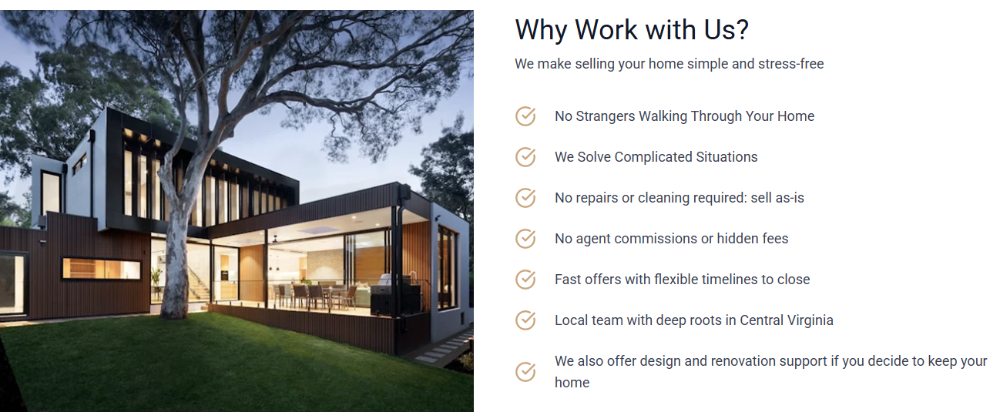 Why Work with Us?
We make selling your home simple and stress-free
No Strangers Walking Through Your Home
We Solve Complicated Situations
No repairs or cleaning required: sell as-is
No agent commissions or hidden fees
Fast offers with flexible timelines to close
Local team with deep roots in Central Virginia
We also offer design and renovation support if you decide to keep your
home